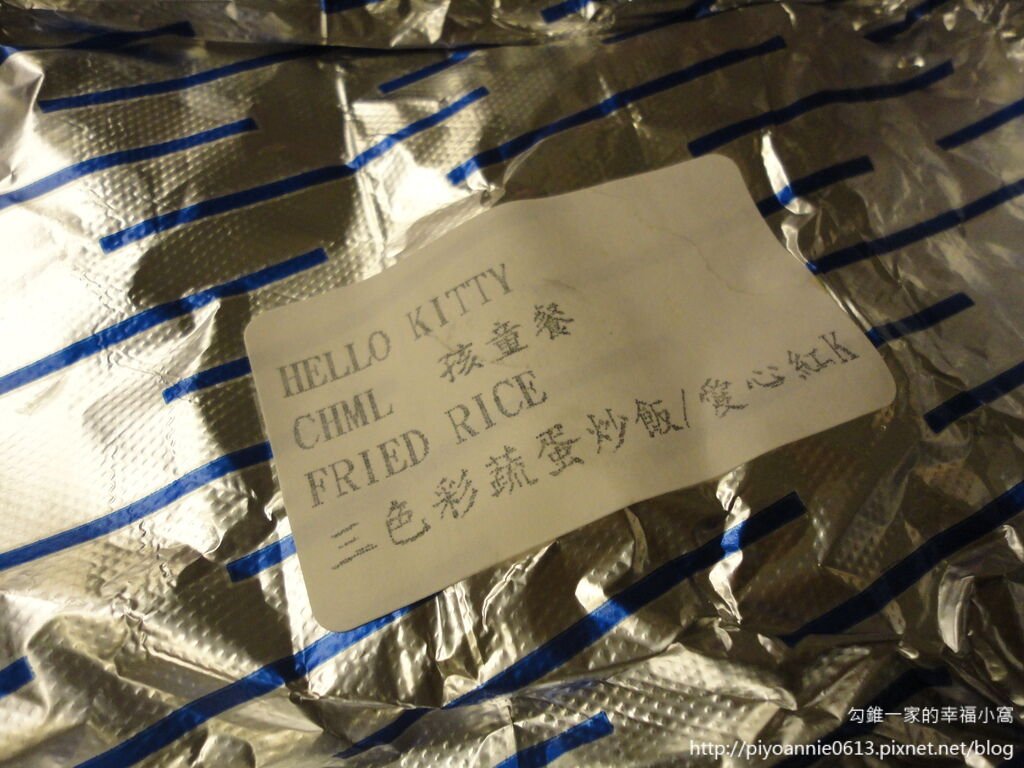 HELLO KITTY
CHML 孩童餐
FRIED RICE
三色彩蔬蛋炒飯/愛心紅K
勾錐一家的幸福小窩
http://piyoannie0613.pixnet.net/blog